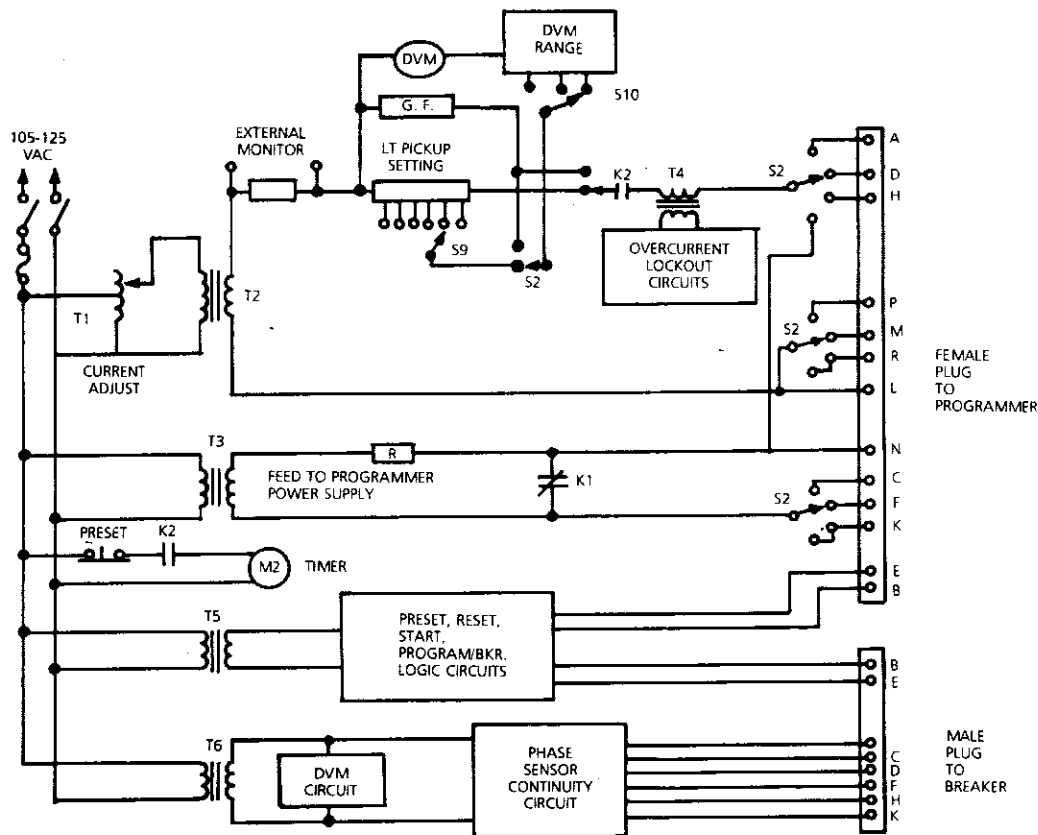 DVM
RANGE
DVM
S10
G. F.
105-125
VAC
EXTERNAL
MONITOR
LT PICKUP
SETTING
K2
T4
S2
A
D
H
S9
S2
OVERCURRENT
LOCKOUT
CIRCUITS
T1
T2
CURRENT
ADJUST
S2
P
M
R
L
FEMALE
PLUG
TO
PROGRAMMER
T3
R
FEED TO PROGRAMMER
POWER SUPPLY
K1
S2
N
C
F
K
PRESET
K2
M2
TIMER
E
B
T5
PRESET, RESET,
START,
PROGRAM/BKR.
LOGIC CIRCUITS
B
E
T6
DVM
CIRCUIT
PHASE
SENSOR
CONTINUITY
CIRCUIT
C
D
F
H
K
MALE
PLUG
TO
BREAKER